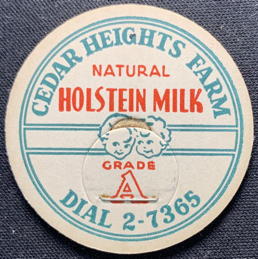 CEDAR HEIGHTS FARM
NATURAL
HOLSTEIN MILK
GRADE
A
DIAL 2-7365